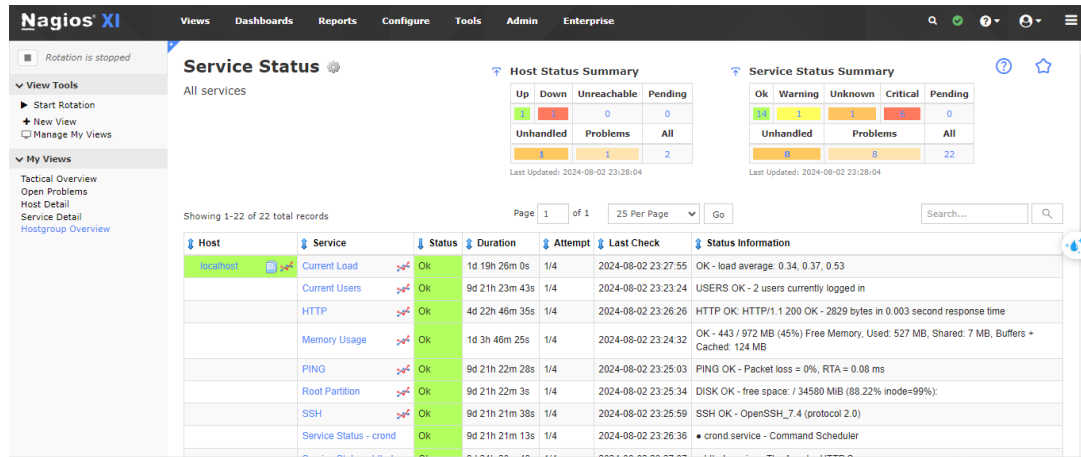 Nagios® XI
Views Dashboards Reports Configure Tools Admin Enterprise
Rotation is stopped
View Tools
Start Rotation
New View
Manage My Views
My Views
Tactical Overview
Open Problems
Host Detail
Service Detail
Hostgroup Overview
Service Status
All services
Host Status Summary
Up Down Unreachable Pending
1 1 0 0
Unhandled Problems All
1 1 2
Last Updated: 2024-08-02 23:28:04
Service Status Summary
Ok Warning Unknown Critical Pending
14 1 1 6 0
Unhandled Problems All
8 8 22
Last Updated: 2024-08-02 23:28:04
Showing 1-22 of 22 total records
Page 1 of 1 25 Per Page Go
Search...
Host Service Status Duration Attempt Last Check Status Information
localhost Current Load Ok 1d 19h 26m 0s 1/4 2024-08-02 23:27:55 OK - load average: 0.34, 0.37, 0.53
Current Users Ok 9d 21h 23m 43s 1/4 2024-08-02 23:23:24 USERS OK - 2 users currently logged in
HTTP Ok 4d 22h 46m 35s 1/4 2024-08-02 23:26:26 HTTP OK: HTTP/1.1 200 OK - 2829 bytes in 0.003 second response time
Memory Usage Ok 1d 3h 46m 25s 1/4 2024-08-02 23:24:32 OK - 443 / 972 MB (45%) Free Memory, Used: 527 MB, Shared: 7 MB, Buffers +
Cached: 124 MB
PING Ok 9d 21h 22m 28s 1/4 2024-08-02 23:25:03 PING OK - Packet loss = 0%, RTA = 0.08 ms
Root Partition Ok 9d 21h 22m 3s 1/4 2024-08-02 23:25:34 DISK OK - free space: / 34580 MiB (88.22% inode=99%):
SSH Ok 9d 21h 21m 38s 1/4 2024-08-02 23:25:59 SSH OK - OpenSSH_7.4 (protocol 2.0)
Service Status - crond Ok 9d 21h 21m 13s 1/4 2024-08-02 23:26:36 ● crond.service - Command Scheduler